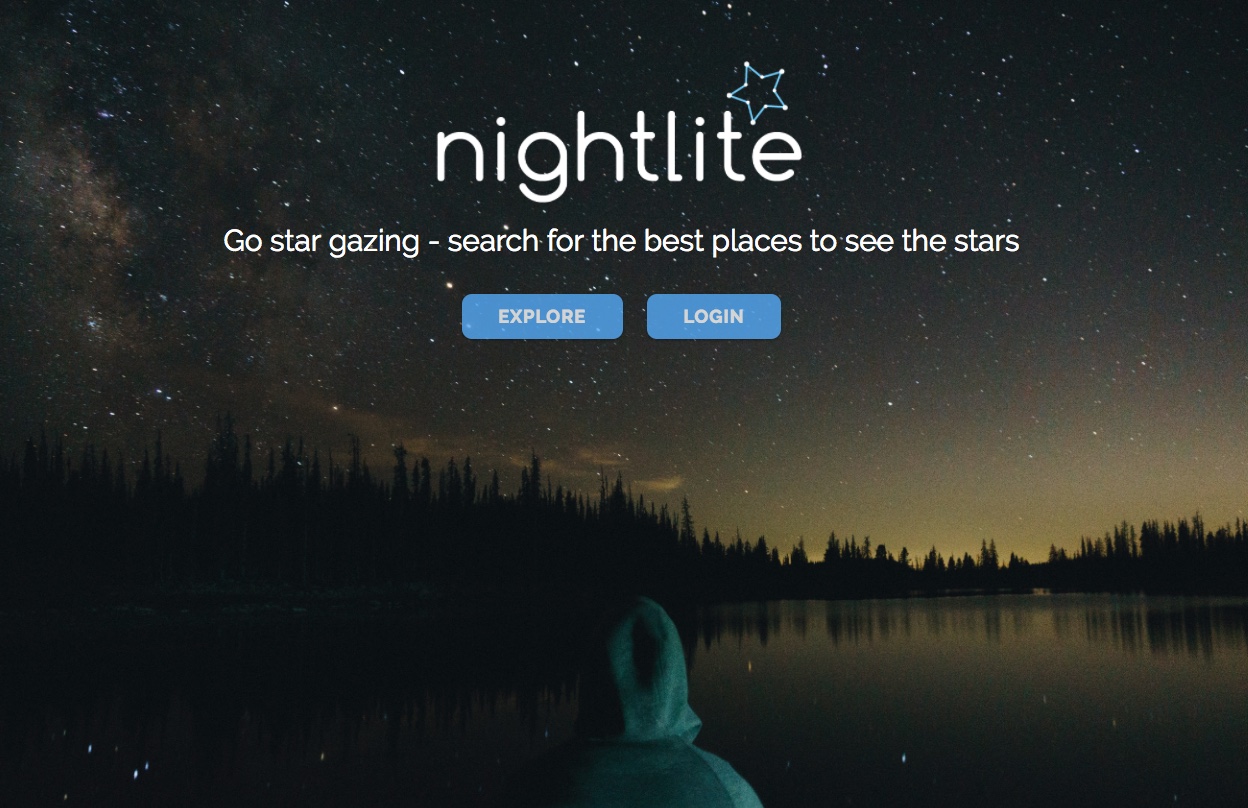 nightlite
Go star gazing - search for the best places to see the stars
EXPLORE LOGIN